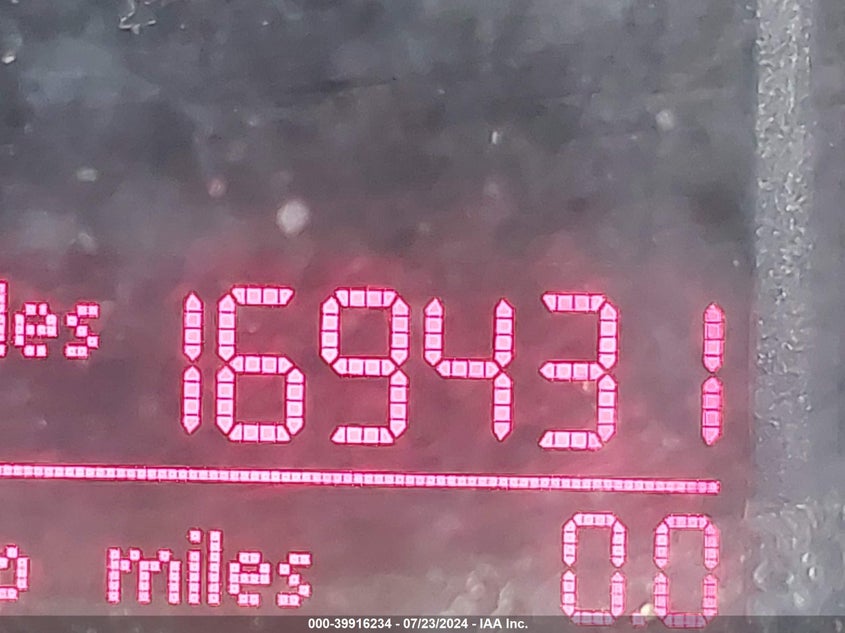 les 169431
miles 0.0
000-39916234 - 07/23/2024 - IAA Inc.